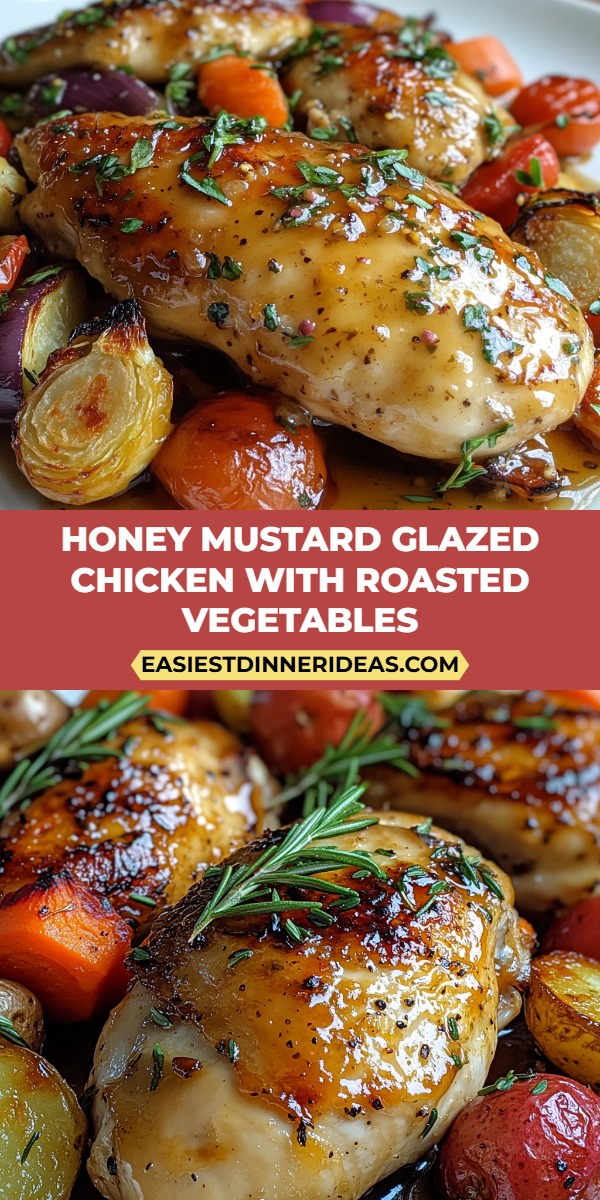 HONEY MUSTARD GLAZED
CHICKEN WITH ROASTED
VEGETABLES
EASIESTDINNERIDEAS.COM